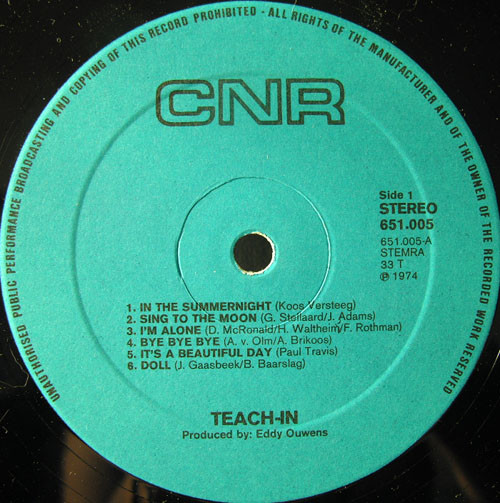 UNAUTHORISED PUBLIC PERFORMANCE BROADCASTING AND COPYING OF THIS RECORD PROHIBITED - ALL RIGHTS OF THE MANUFACTURER AND OF THE OWNER OF THE RECORDED WORK RESERVED
CNR
Side 1
STEREO
651.005
651.005-A
STEMRA
33 T
℗ 1974
1. IN THE SUMMERNIGHT (Koos Versteeg)
2. SING TO THE MOON (G. Stellaard/J. Adams)
3. I'M ALONE (D. McRonald/H. Waltheim/F. Rothman)
4. BYE BYE BYE (A. v. Olm/A. Brikoos)
5. IT'S A BEAUTIFUL DAY (Paul Travis)
6. DOLL (J. Gaasbeek/B. Baarslag)
TEACH-IN
Produced by: Eddy Ouwens